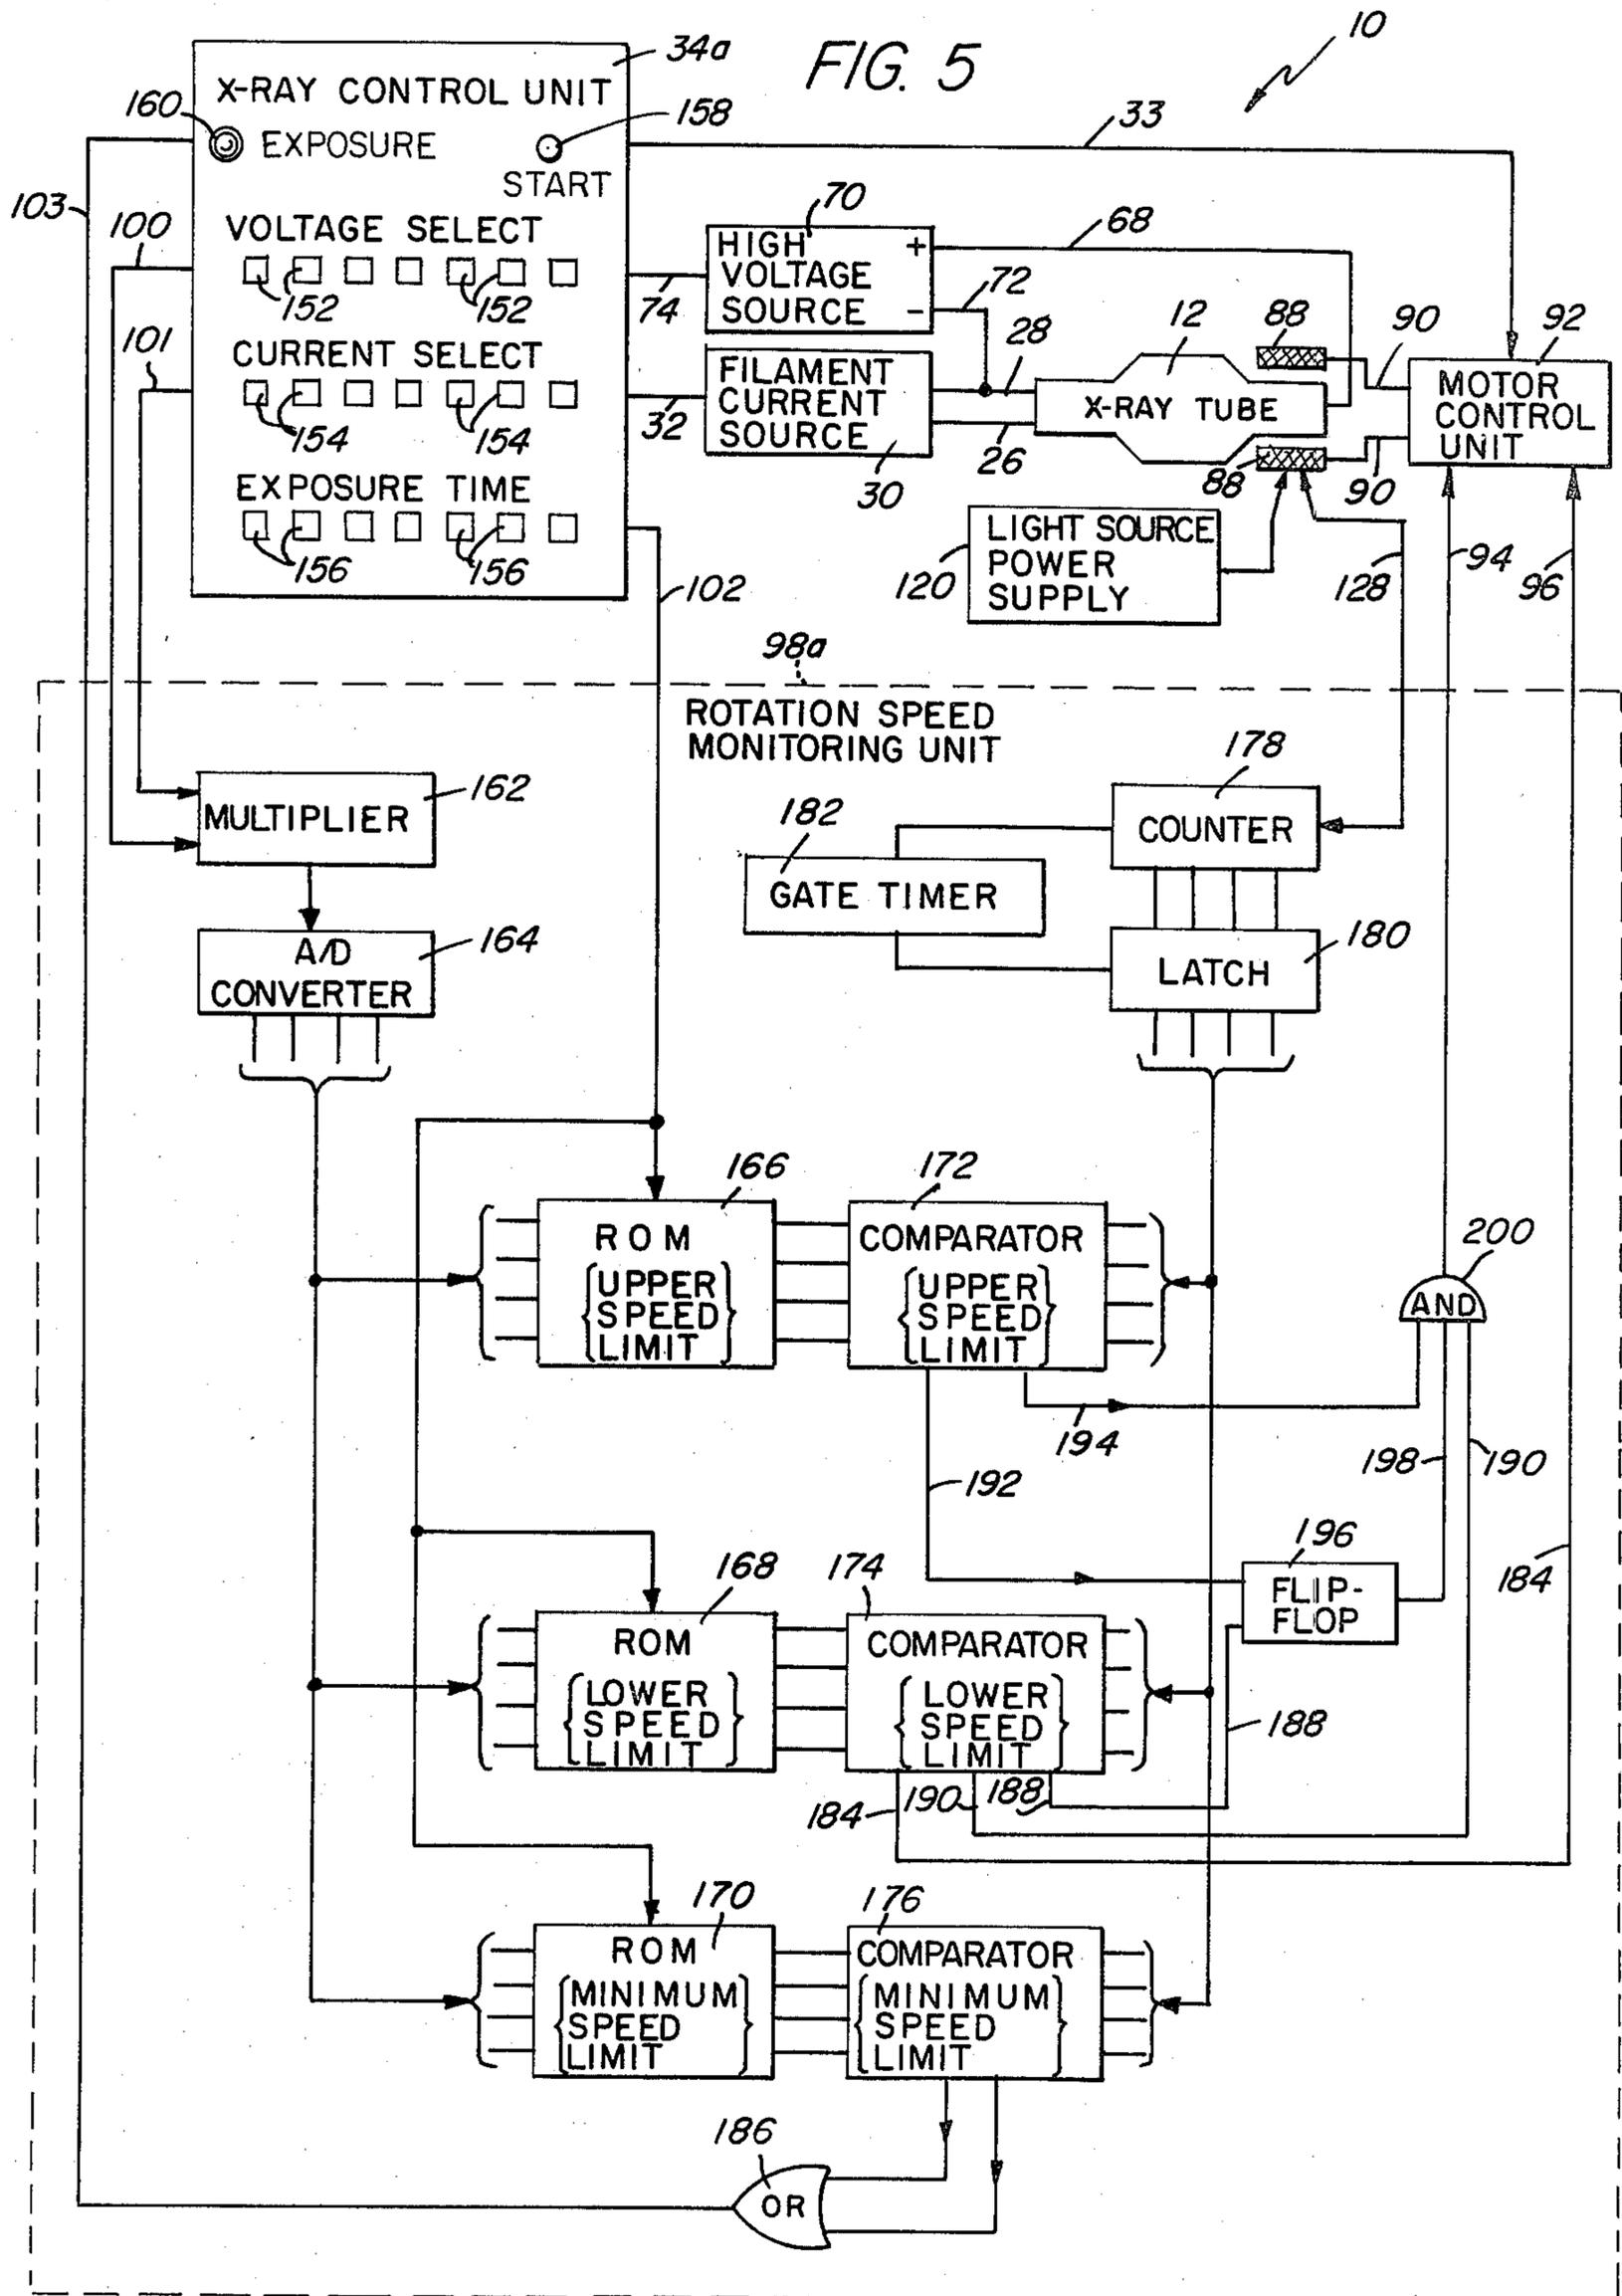 FIG. 5
10
34a
X-RAY CONTROL UNIT
160
EXPOSURE
158
START
33
103
100
VOLTAGE SELECT
152
152
74
70
HIGH
VOLTAGE
SOURCE
+
-
68
72
101
CURRENT SELECT
154
154
32
FILAMENT
CURRENT
SOURCE
30
28
26
12
X-RAY TUBE
88
88
90
90
92
MOTOR
CONTROL
UNIT
EXPOSURE TIME
156
156
102
LIGHT SOURCE
POWER
SUPPLY
120
128
94
96
98a
ROTATION SPEED
MONITORING UNIT
MULTIPLIER
162
178
COUNTER
182
GATE TIMER
A/D
CONVERTER
164
LATCH
180
166
ROM
UPPER
SPEED
LIMIT
172
COMPARATOR
UPPER
SPEED
LIMIT
200
AND
194
192
198
190
196
FLIP-
FLOP
184
168
ROM
LOWER
SPEED
LIMIT
174
COMPARATOR
LOWER
SPEED
LIMIT
188
184
190
188
170
ROM
MINIMUM
SPEED
LIMIT
176
COMPARATOR
MINIMUM
SPEED
LIMIT
186
OR